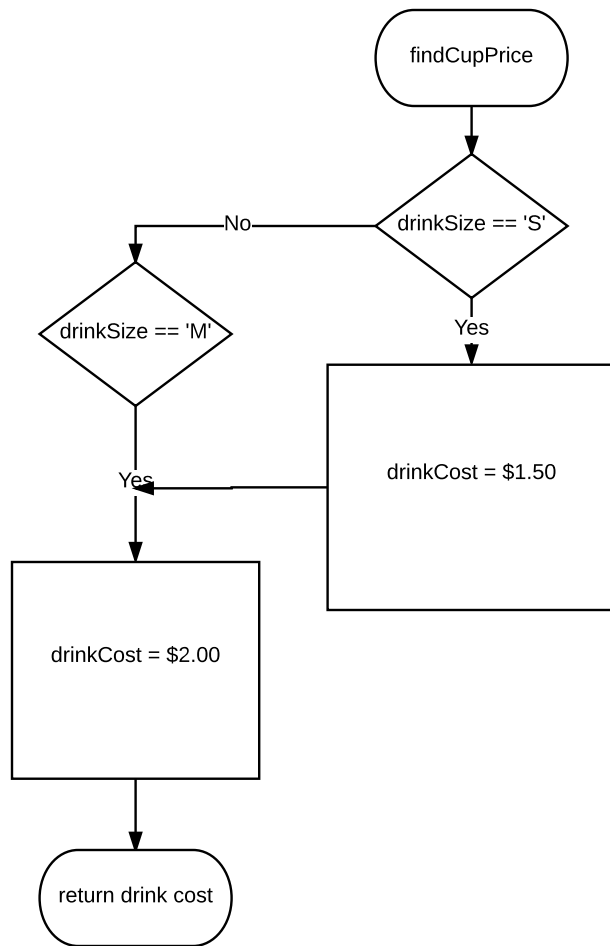 findCupPrice
drinkSize == 'S'
No
Yes
drinkSize == 'M'
drinkCost = $1.50
Yes
drinkCost = $2.00
return drink cost